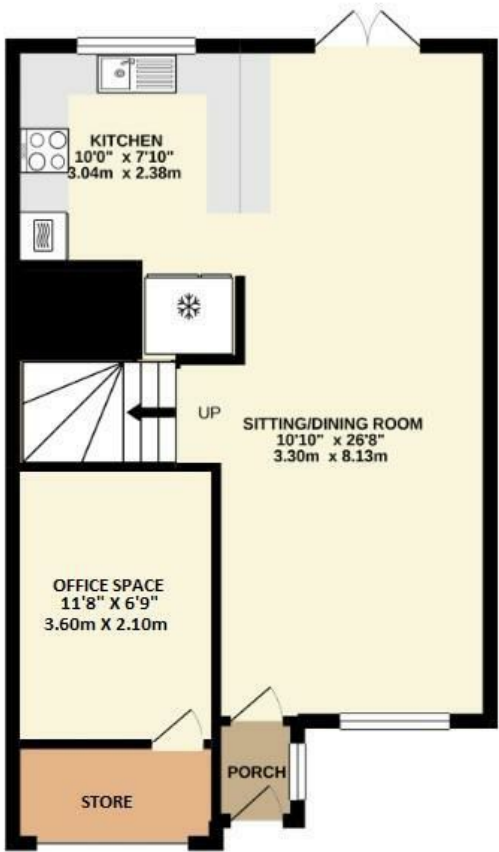 KITCHEN
10'0" x 7'10"
3.04m x 2.38m
UP
SITTING/DINING ROOM
10'10" x 26'8"
3.30m x 8.13m
OFFICE SPACE
11'8" X 6'9"
3.60m X 2.10m
PORCH
STORE